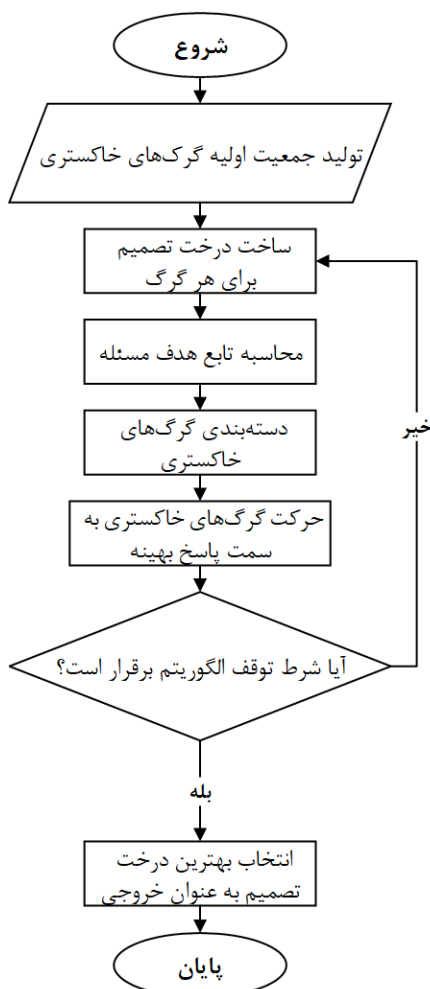 شروع
تولید جمعیت اولیه گرک‌های خاکستری
ساخت درخت تصمیم
برای هر گرگ
محاسبه تابع هدف مسئله
دسته‌بندی گرگ‌های
خاکستری
حرکت گرگ‌های خاکستری به
سمت پاسخ بهینه
خیر
آیا شرط توقف الگوریتم برقرار است؟
بله
انتخاب بهترین درخت
تصمیم به عنوان خروجی
پایان